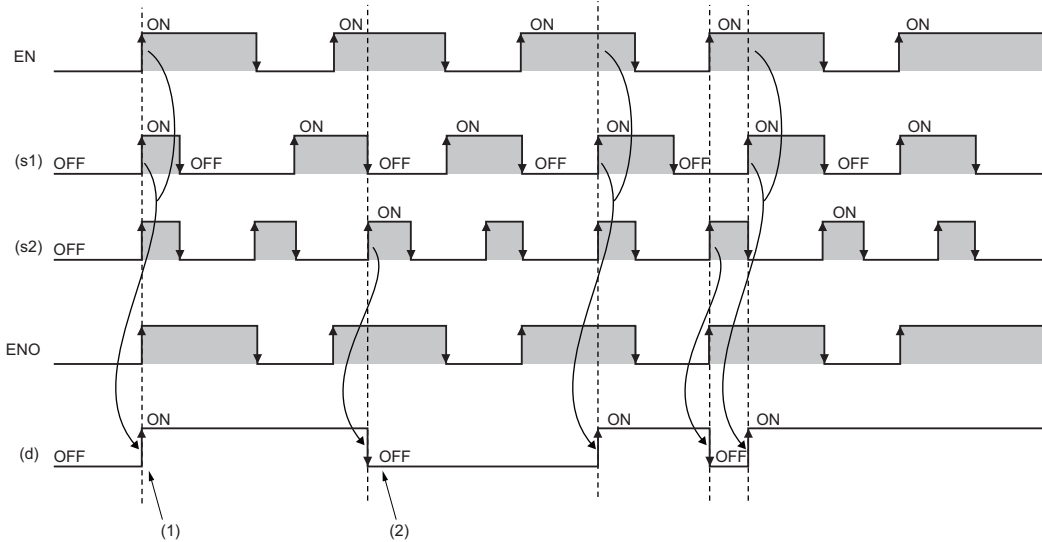 ON ON ON ON ON
EN
ON ON ON ON ON ON
(s1) OFF OFF OFF OFF OFF OFF
ON ON
(s2) OFF
ENO
ON ON ON
(d) OFF OFF OFF
(1) (2)